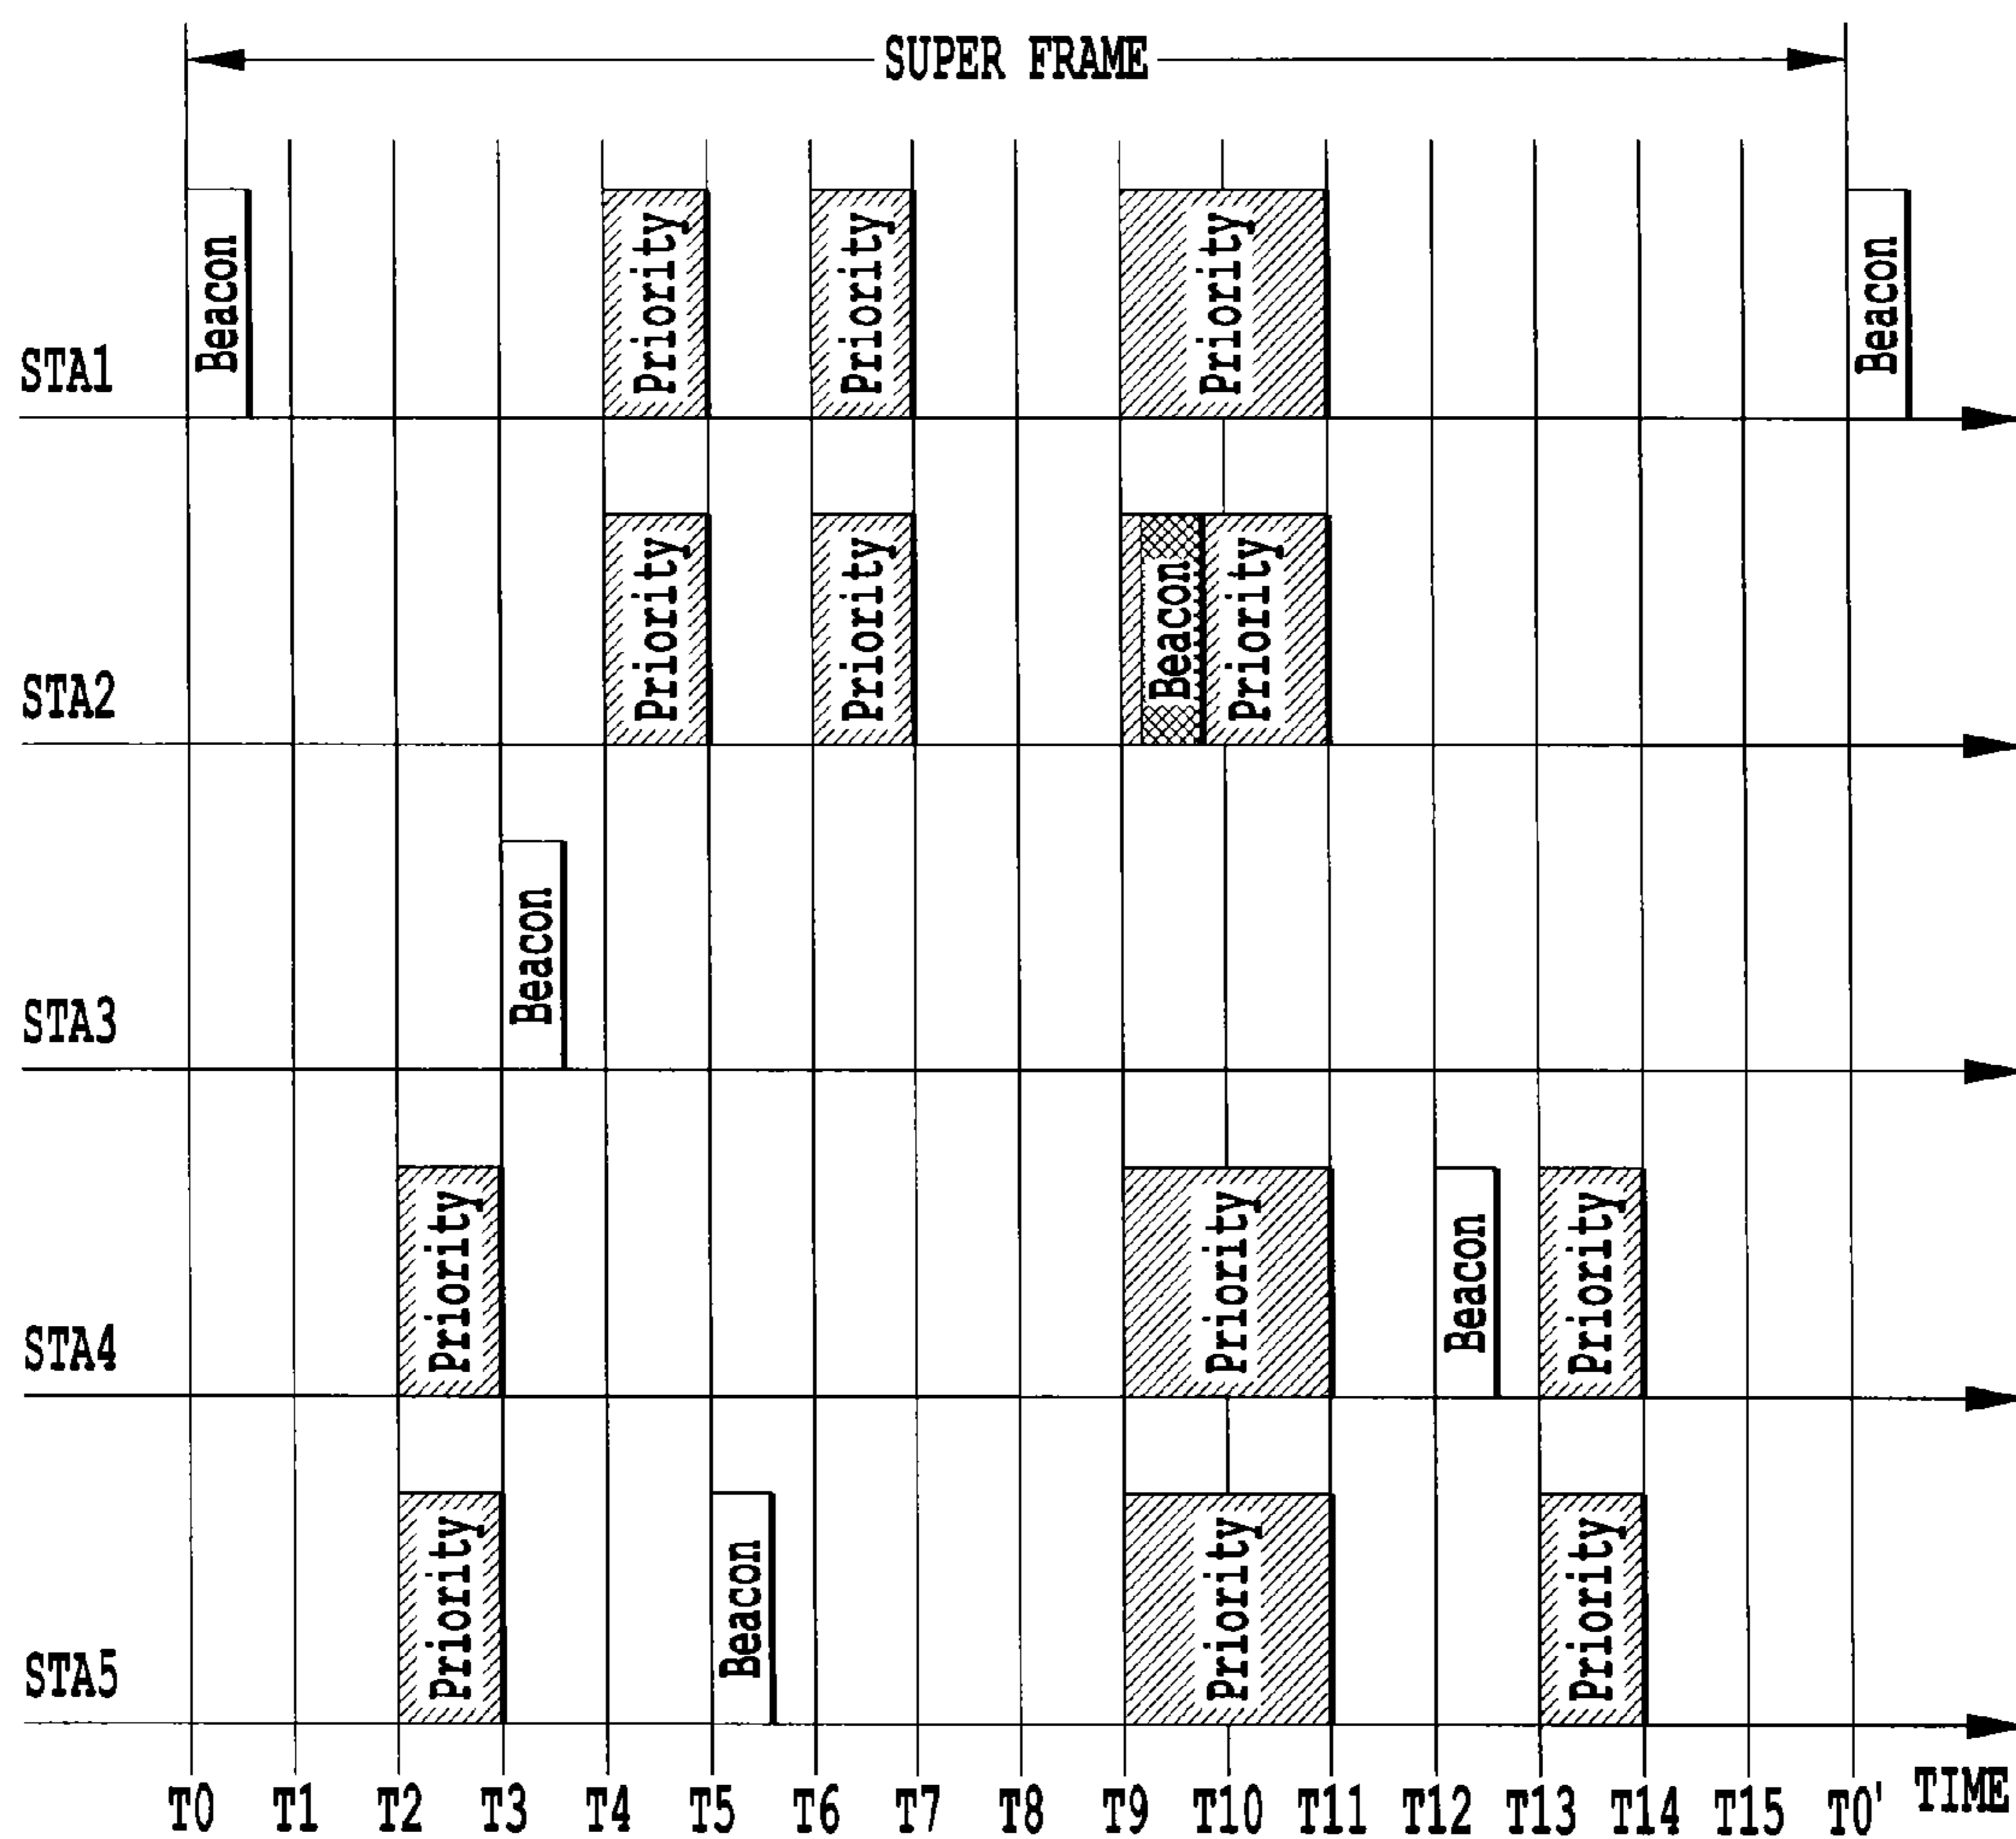 SUPER FRAME
Beacon
Priority
Priority
Priority
Beacon
STA1
Priority
Priority
Beacon
Priority
STA2
Beacon
STA3
Priority
Priority
Beacon
Priority
STA4
Priority
Beacon
Priority
Priority
STA5
T0 T1 T2 T3 T4 T5 T6 T7 T8 T9 T10 T11 T12 T13 T14 T15 T0' TIME